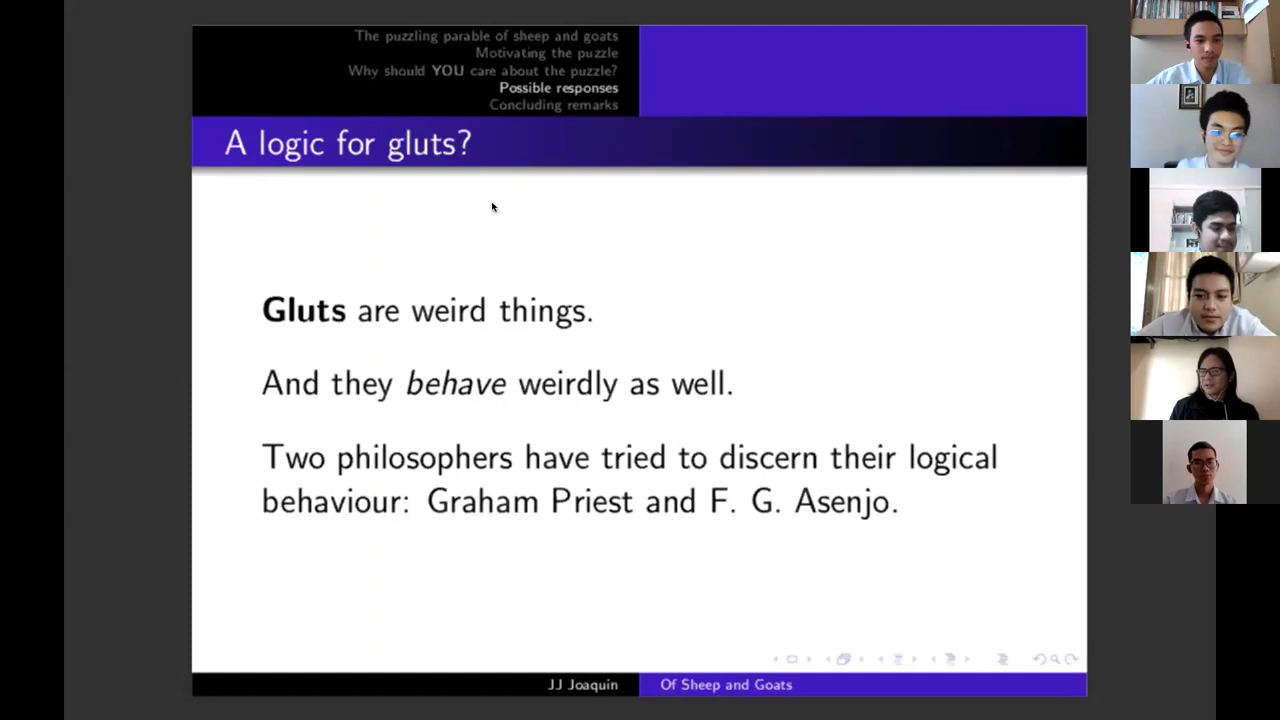 The puzzling parable of sheep and goats
Motivating the puzzle
Why should YOU care about the puzzle?
Possible responses
Concluding remarks
A logic for gluts?
Gluts are weird things.
And they behave weirdly as well.
Two philosophers have tried to discern their logical
behaviour: Graham Priest and F. G. Asenjo.
JJ Joaquin
Of Sheep and Goats